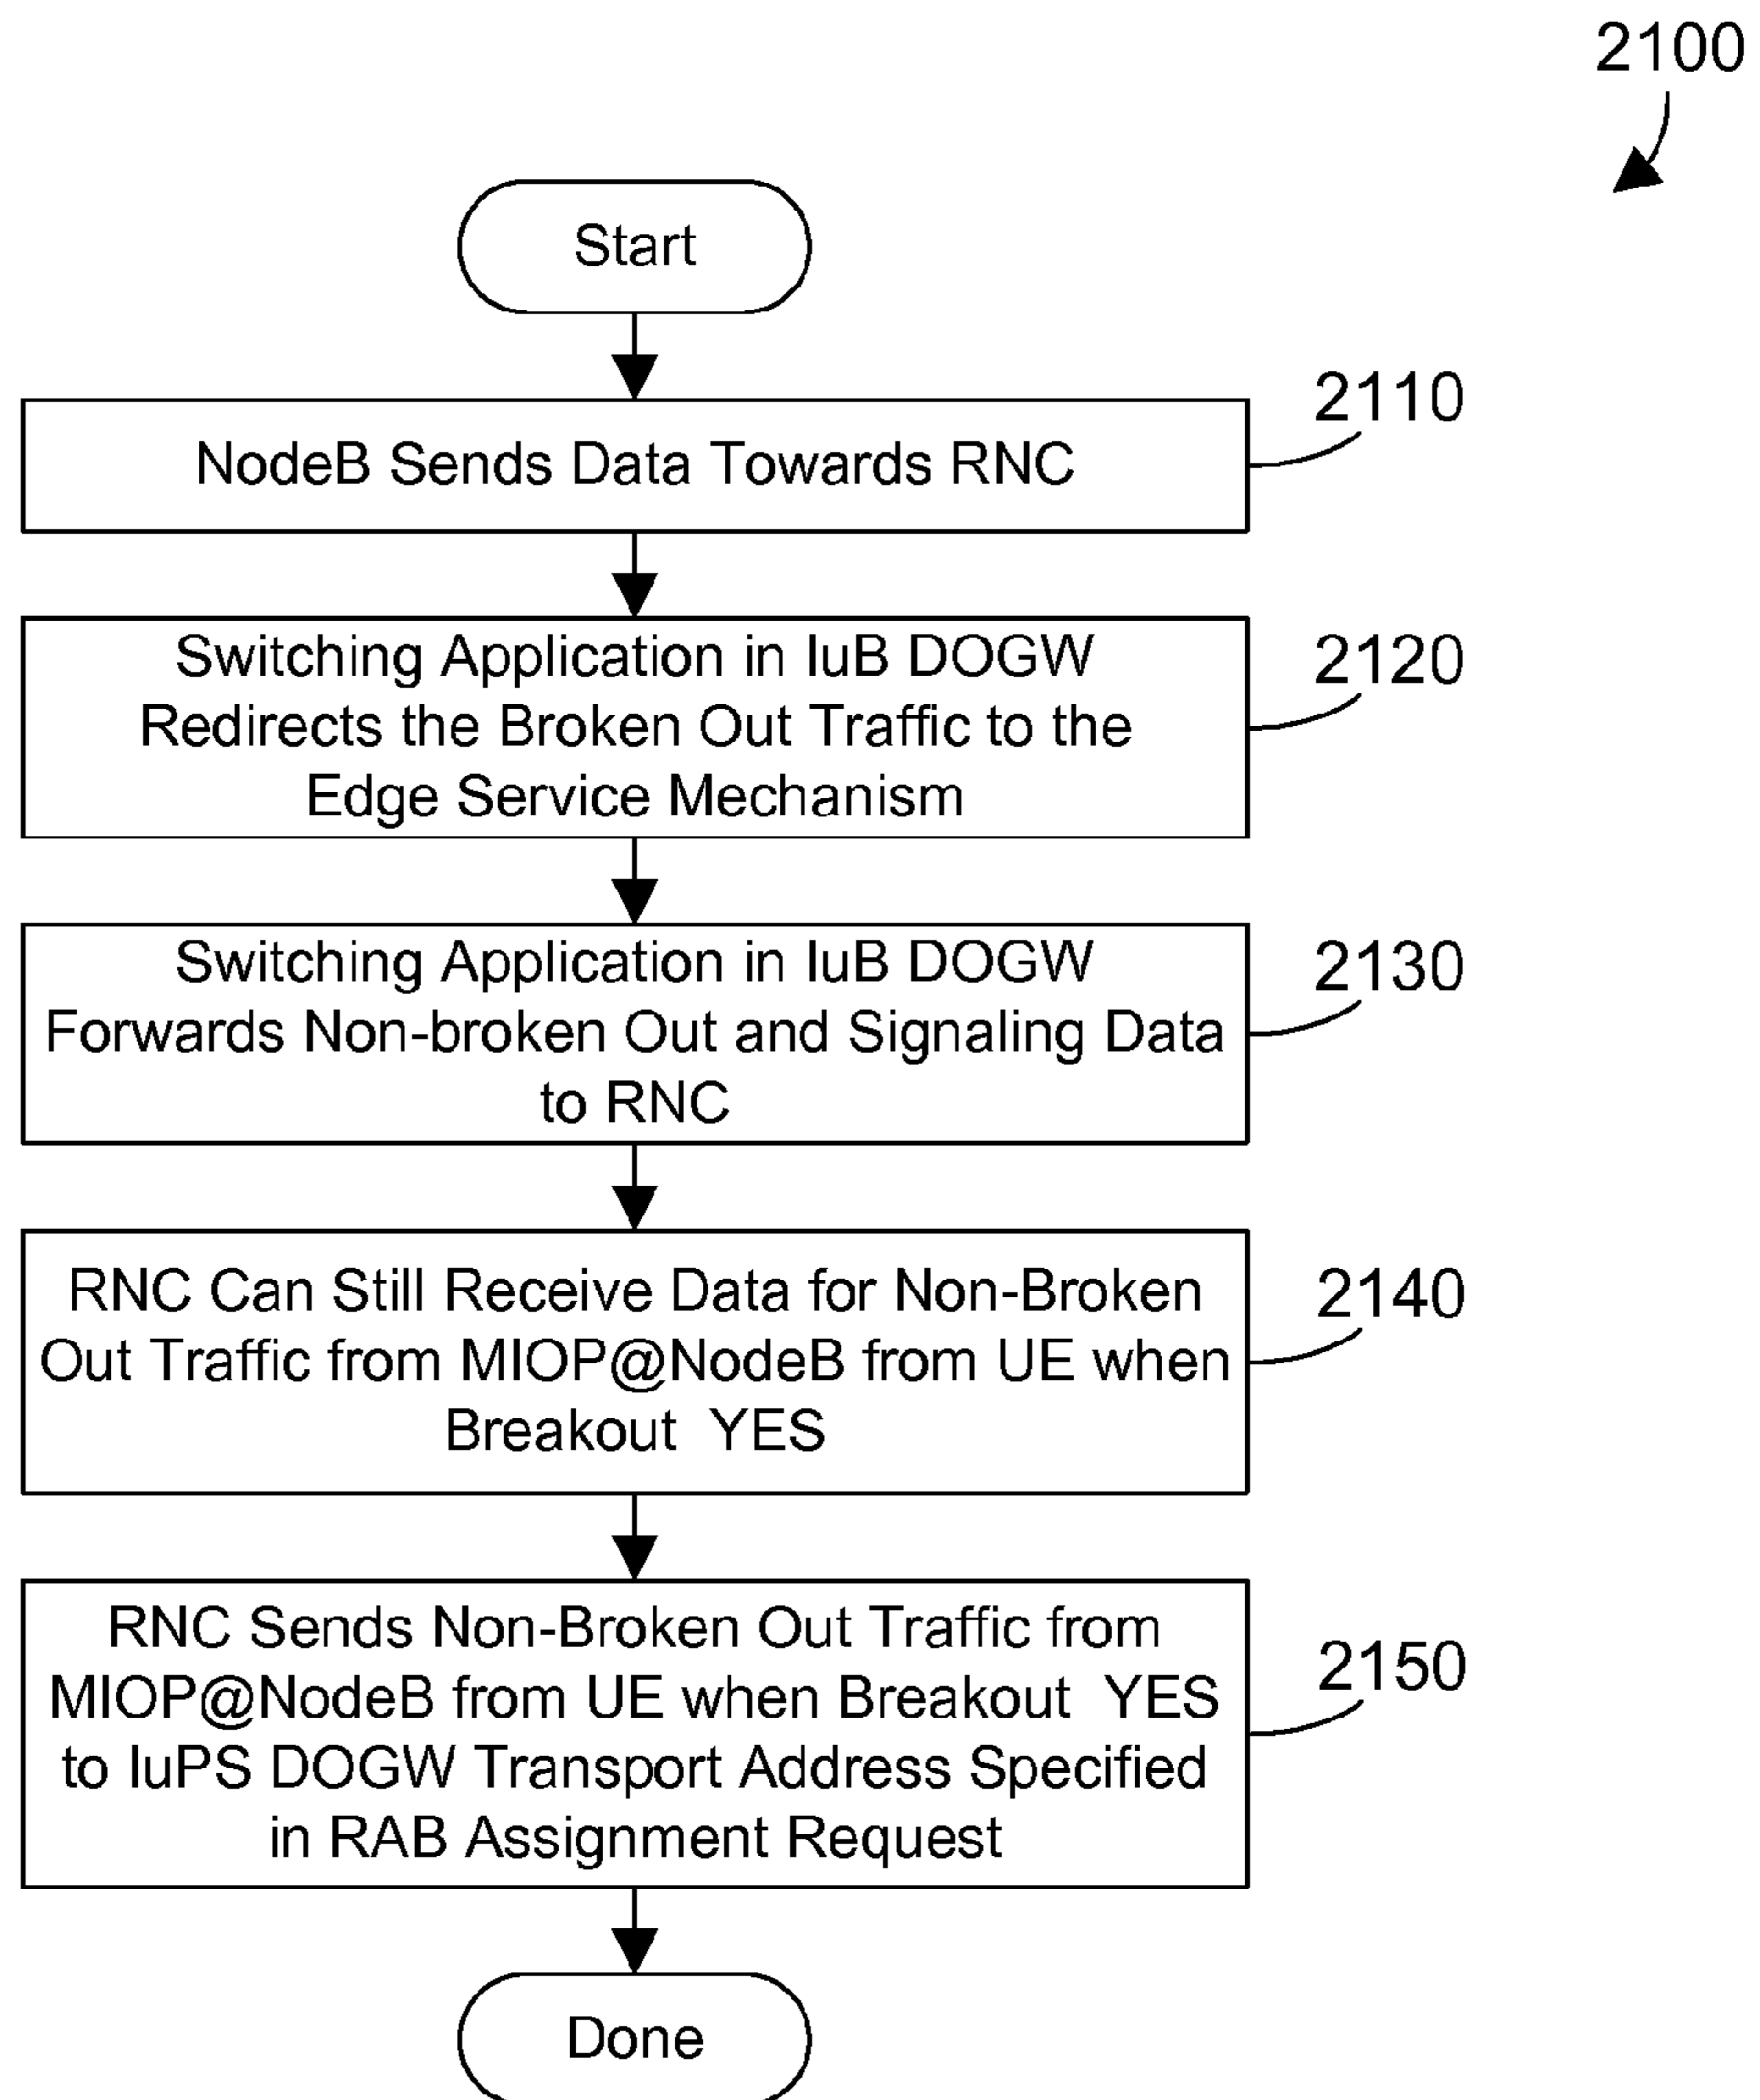 2100
Start
NodeB Sends Data Towards RNC
2110
Switching Application in IuB DOGW
Redirects the Broken Out Traffic to the
Edge Service Mechanism
2120
Switching Application in IuB DOGW
Forwards Non-broken Out and Signaling Data
to RNC
2130
RNC Can Still Receive Data for Non-Broken
Out Traffic from MIOP@NodeB from UE when
Breakout YES
2140
RNC Sends Non-Broken Out Traffic from
MIOP@NodeB from UE when Breakout YES
to IuPS DOGW Transport Address Specified
in RAB Assignment Request
2150
Done